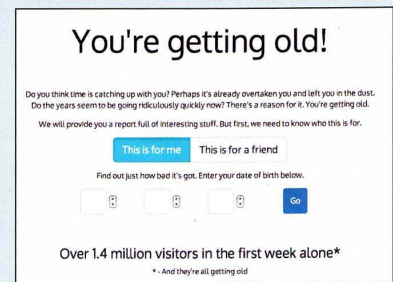 You're getting old!
Do you think time is catching up with you? Perhaps it's already overtaken you and left you in the dust.
Do the years seem to be going ridiculously quickly now? There's a reason for it. You're getting old.
We will provide you a report full of interesting stuff. But first, we need to know who this is for.
This is for me This is for a friend
Find out just how bad it's got. Enter your date of birth below.
Go
Over 1.4 million visitors in the first week alone*
* - And they're all getting old